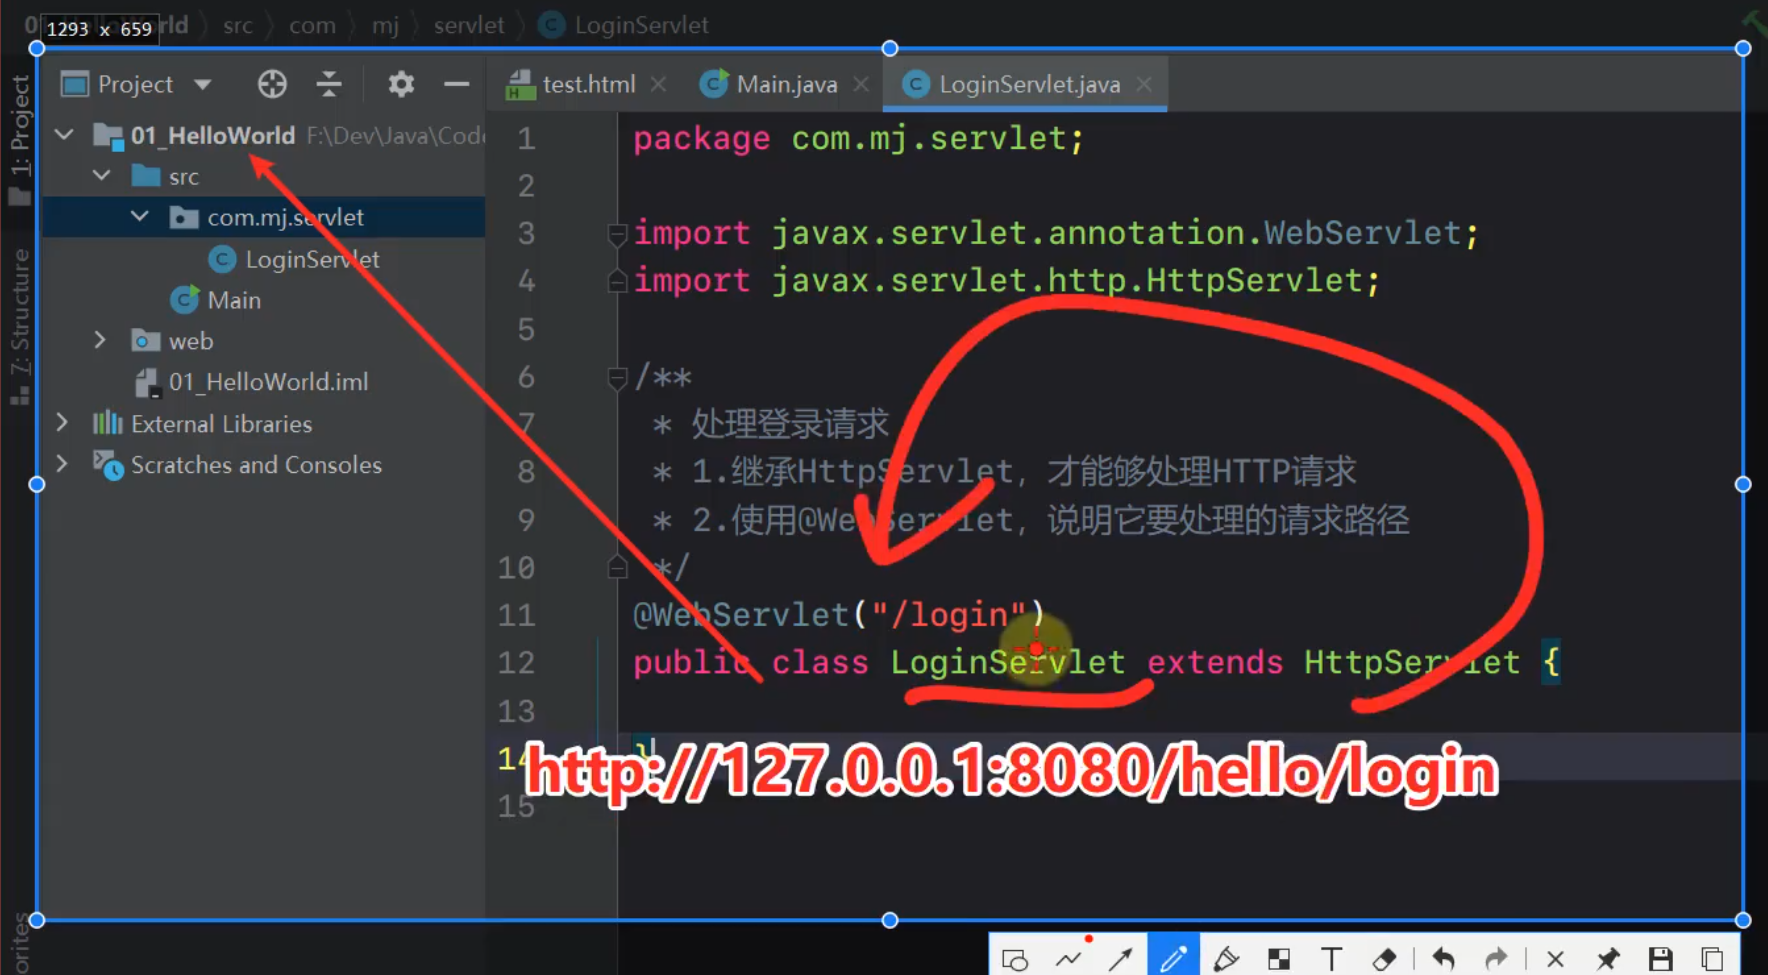 01_HelloWorld src com mj servlet LoginServlet
1293 x 659
1: Project
Z: Structure
Project
01_HelloWorld F:\Dev\Java\Code
src
com.mj.servlet
LoginServlet
Main
web
01_HelloWorld.iml
External Libraries
Scratches and Consoles
test.html
Main.java
LoginServlet.java
1 package com.mj.servlet;
2
3 import javax.servlet.annotation.WebServlet;
4 import javax.servlet.http.HttpServlet;
5
6 /**
7 * 处理登录请求
8 * 1.继承HttpServlet，才能够处理HTTP请求
9 * 2.使用@WebServlet，说明它要处理的请求路径
10 */
11 @WebServlet("/login")
12 public class LoginServlet extends HttpServlet {
13
14 }
15
http://127.0.0.1:8080/hello/login